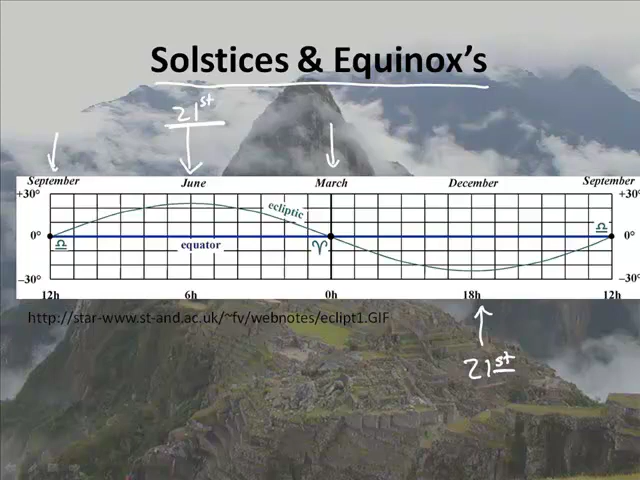 Solstices & Equinox's
21st
September June March December September
+30° +30°
ecliptic
0° ♎ equator ♈ ♎ 0°
–30° –30°
12h 6h 0h 18h 12h
http://star-www.st-and.ac.uk/~fv/webnotes/eclipt1.GIF
21st